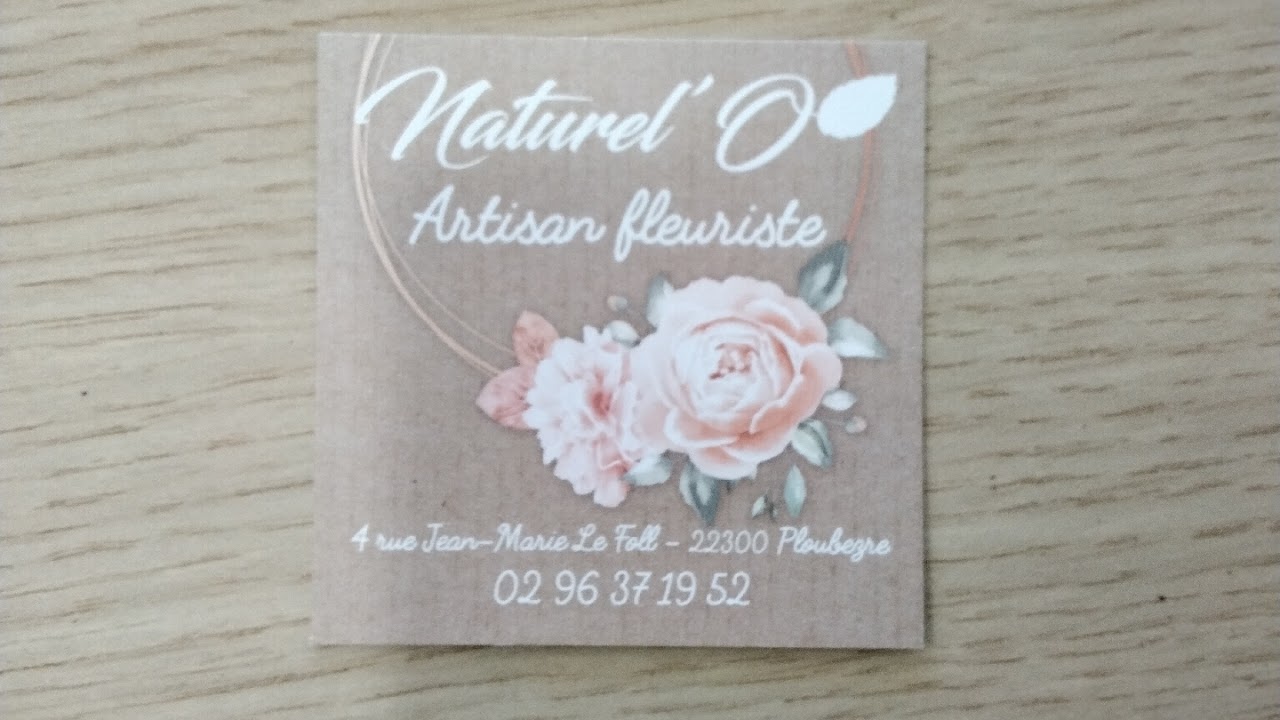 Naturel'O
Artisan fleuriste
4 rue Jean-Marie Le Foll - 22300 Ploubezre
02 96 37 19 52